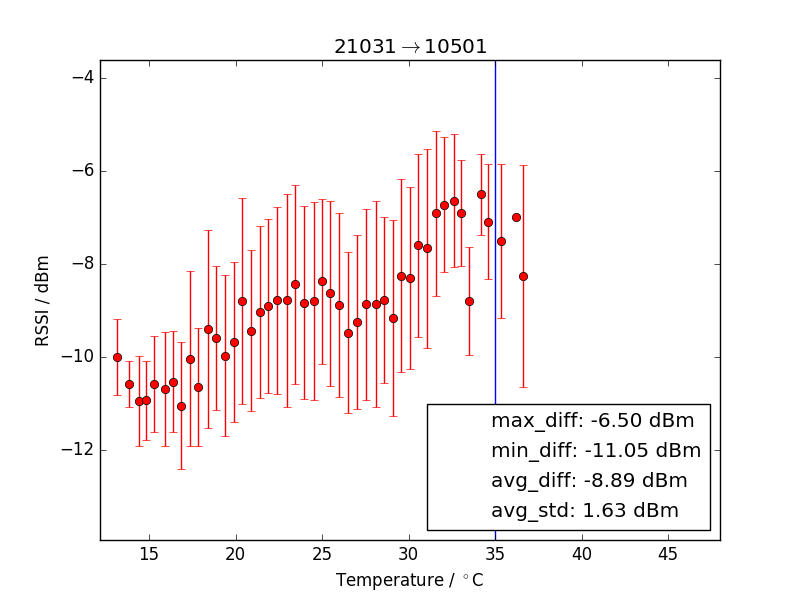 21031→10501
−4
−6
−8
−10
−12
RSSI / dBm
max_diff: -6.50 dBm
min_diff: -11.05 dBm
avg_diff: -8.89 dBm
avg_std: 1.63 dBm
15 20 25 30 35 40 45
Temperature / °C